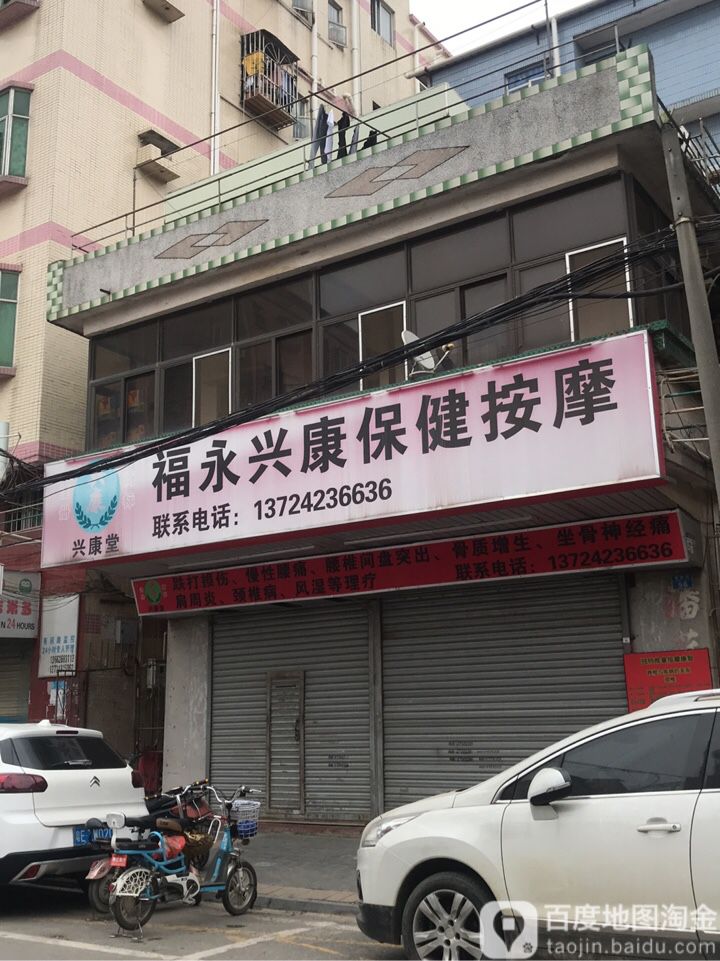 福永兴康保健按摩
联系电话：13724236636
兴康堂
跌打损伤、慢性腰痛、腰椎间盘突出、骨质增生、坐骨神经痛
肩周炎、颈椎病、风湿等理疗
联系电话：13724236636
24 HOURS
百度地图淘金
taojin.baidu.com